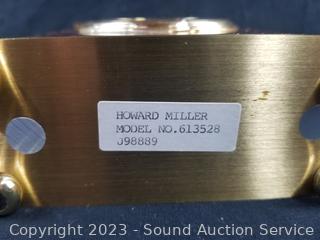 HOWARD MILLER
MODEL NO.613528
J98889
Copyright 2023 - Sound Auction Service